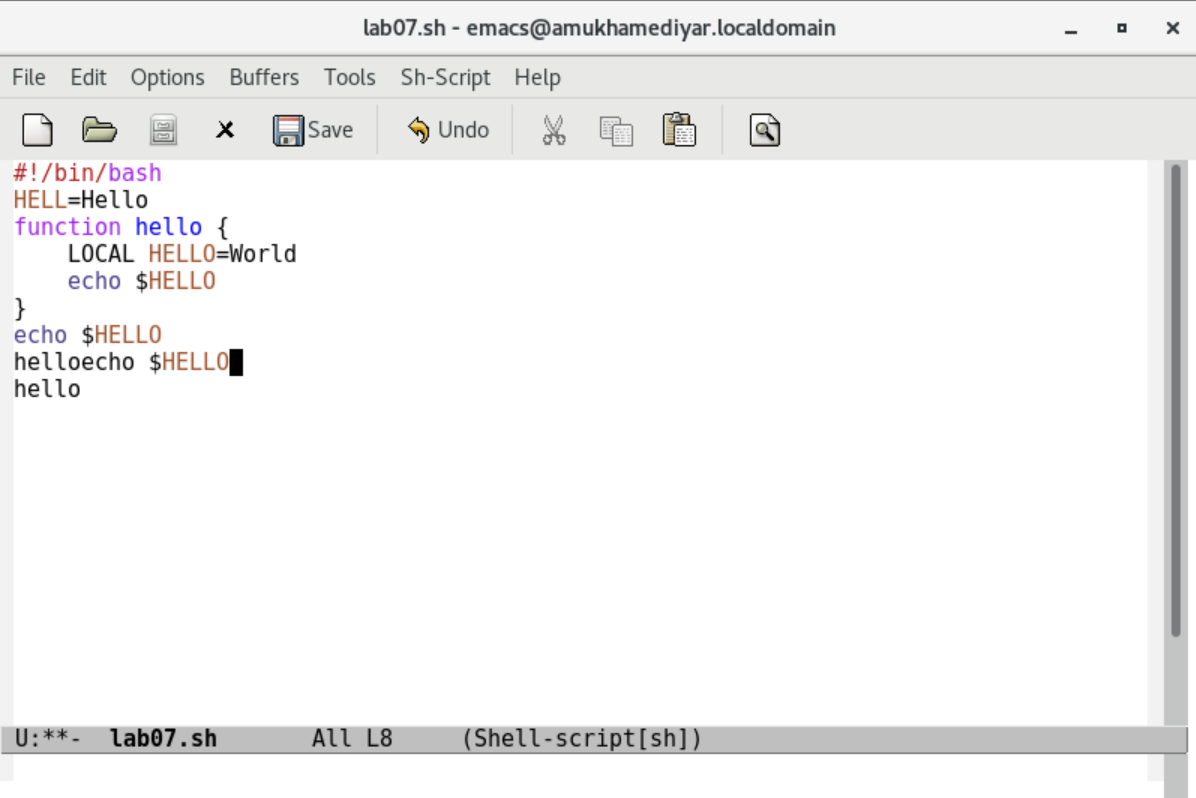 lab07.sh - emacs@amukhamediyar.localdomain
File Edit Options Buffers Tools Sh-Script Help
Save Undo
#!/bin/bash
HELL=Hello
function hello {
    LOCAL HELLO=World
    echo $HELLO
}
echo $HELLO
helloecho $HELLO
hello
U:**-  lab07.sh       All L8     (Shell-script[sh])